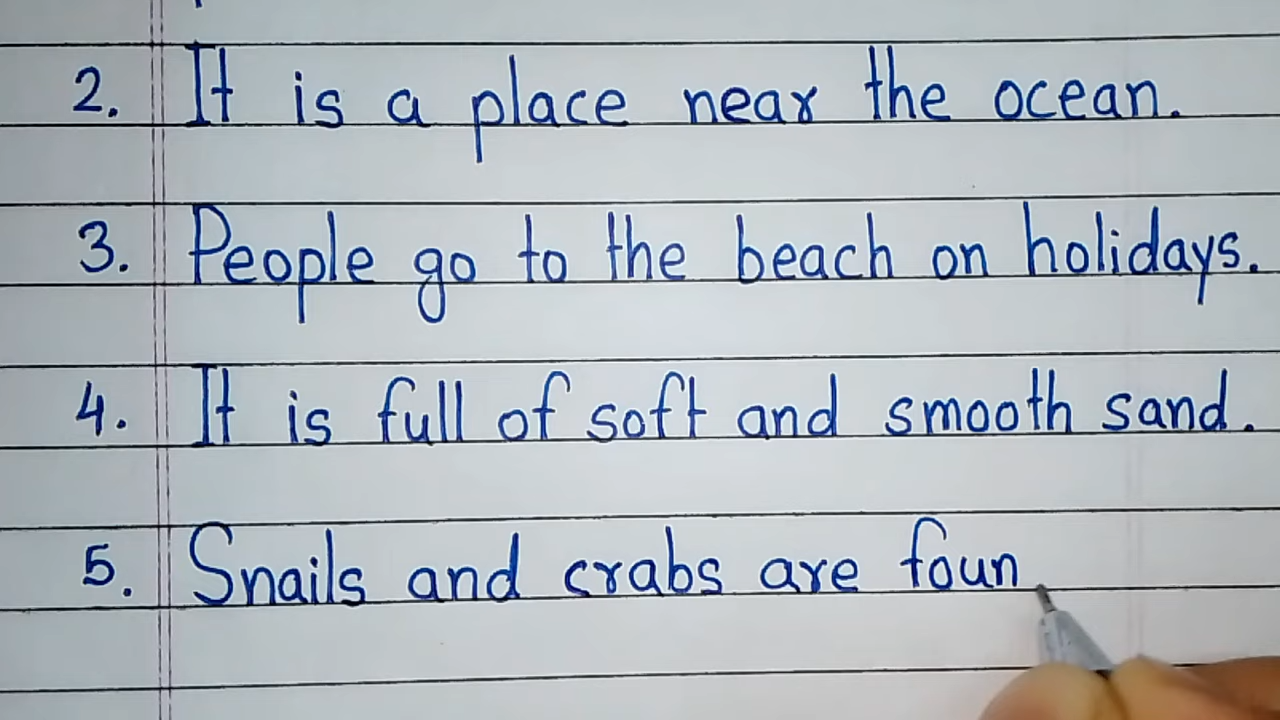 2. It is a place near the ocean.
3. People go to the beach on holidays.
4. It is full of soft and smooth sand.
5. Snails and crabs are foun